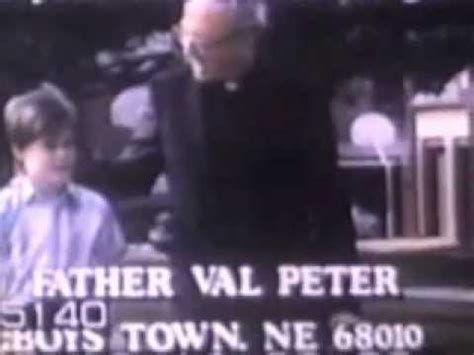 FATHER VAL PETER
5140
BOYS TOWN, NE 68010